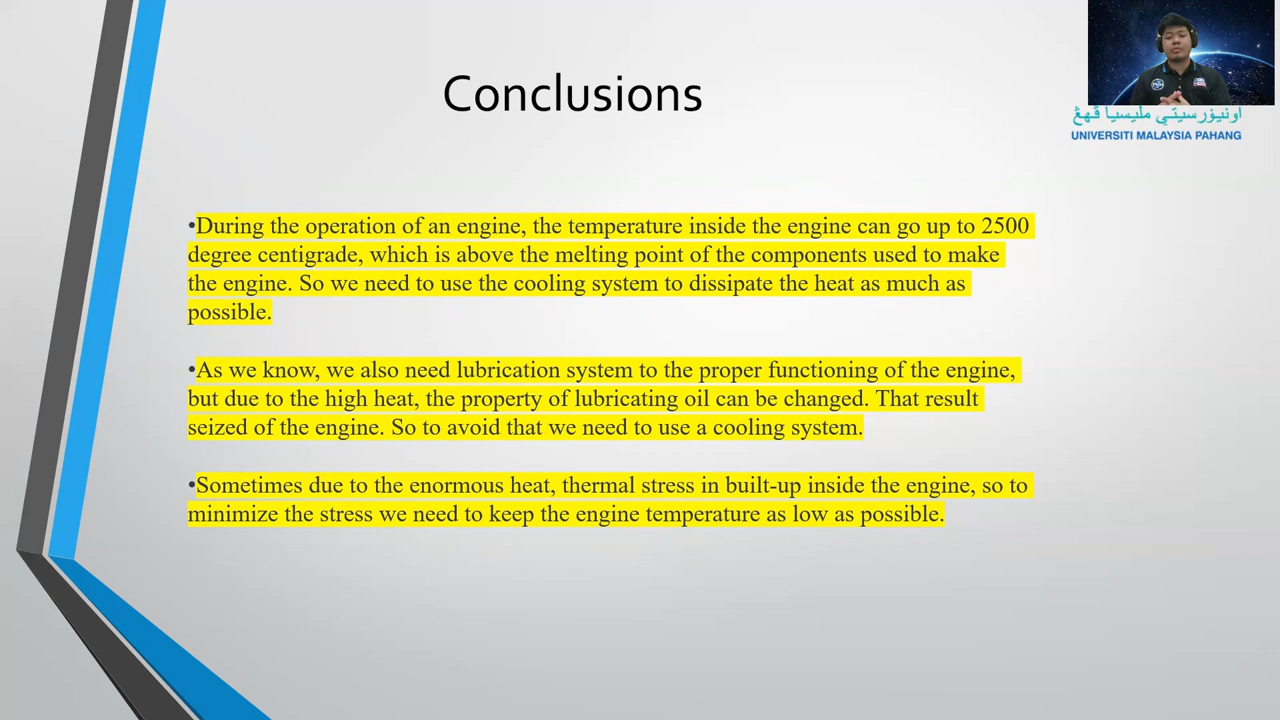 Conclusions
اونيۏرسيتي مليسيا ڤهڠ
UNIVERSITI MALAYSIA PAHANG
•During the operation of an engine, the temperature inside the engine can go up to 2500
degree centigrade, which is above the melting point of the components used to make
the engine. So we need to use the cooling system to dissipate the heat as much as
possible.
•As we know, we also need lubrication system to the proper functioning of the engine,
but due to the high heat, the property of lubricating oil can be changed. That result
seized of the engine. So to avoid that we need to use a cooling system.
•Sometimes due to the enormous heat, thermal stress in built-up inside the engine, so to
minimize the stress we need to keep the engine temperature as low as possible.